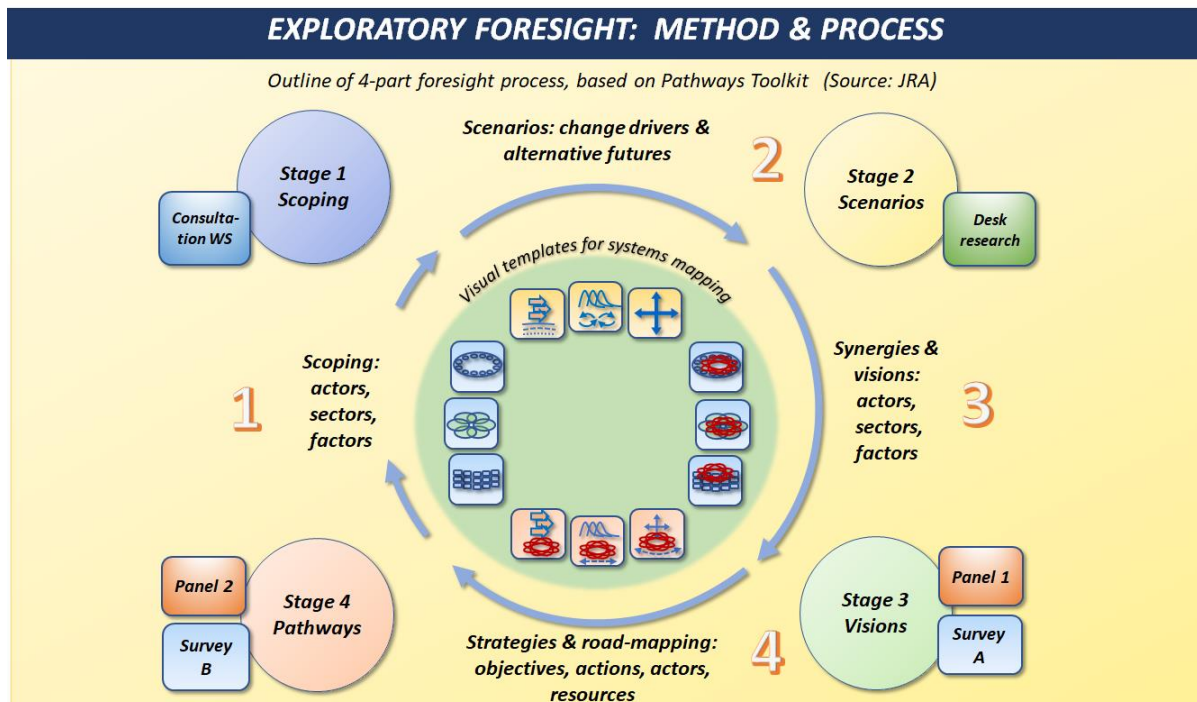 EXPLORATORY FORESIGHT: METHOD & PROCESS
Outline of 4-part foresight process, based on Pathways Toolkit (Source: JRA)
Stage 1
Scoping
Consulta-
tion WS
Scenarios: change drivers &
alternative futures
2
Stage 2
Scenarios
Desk
research
Visual templates for systems mapping
1
Scoping:
actors,
sectors,
factors
Synergies &
visions:
actors,
sectors,
factors
3
Panel 2
Survey
B
Stage 4
Pathways
Strategies & road-mapping:
objectives, actions, actors,
resources
4
Stage 3
Visions
Panel 1
Survey
A